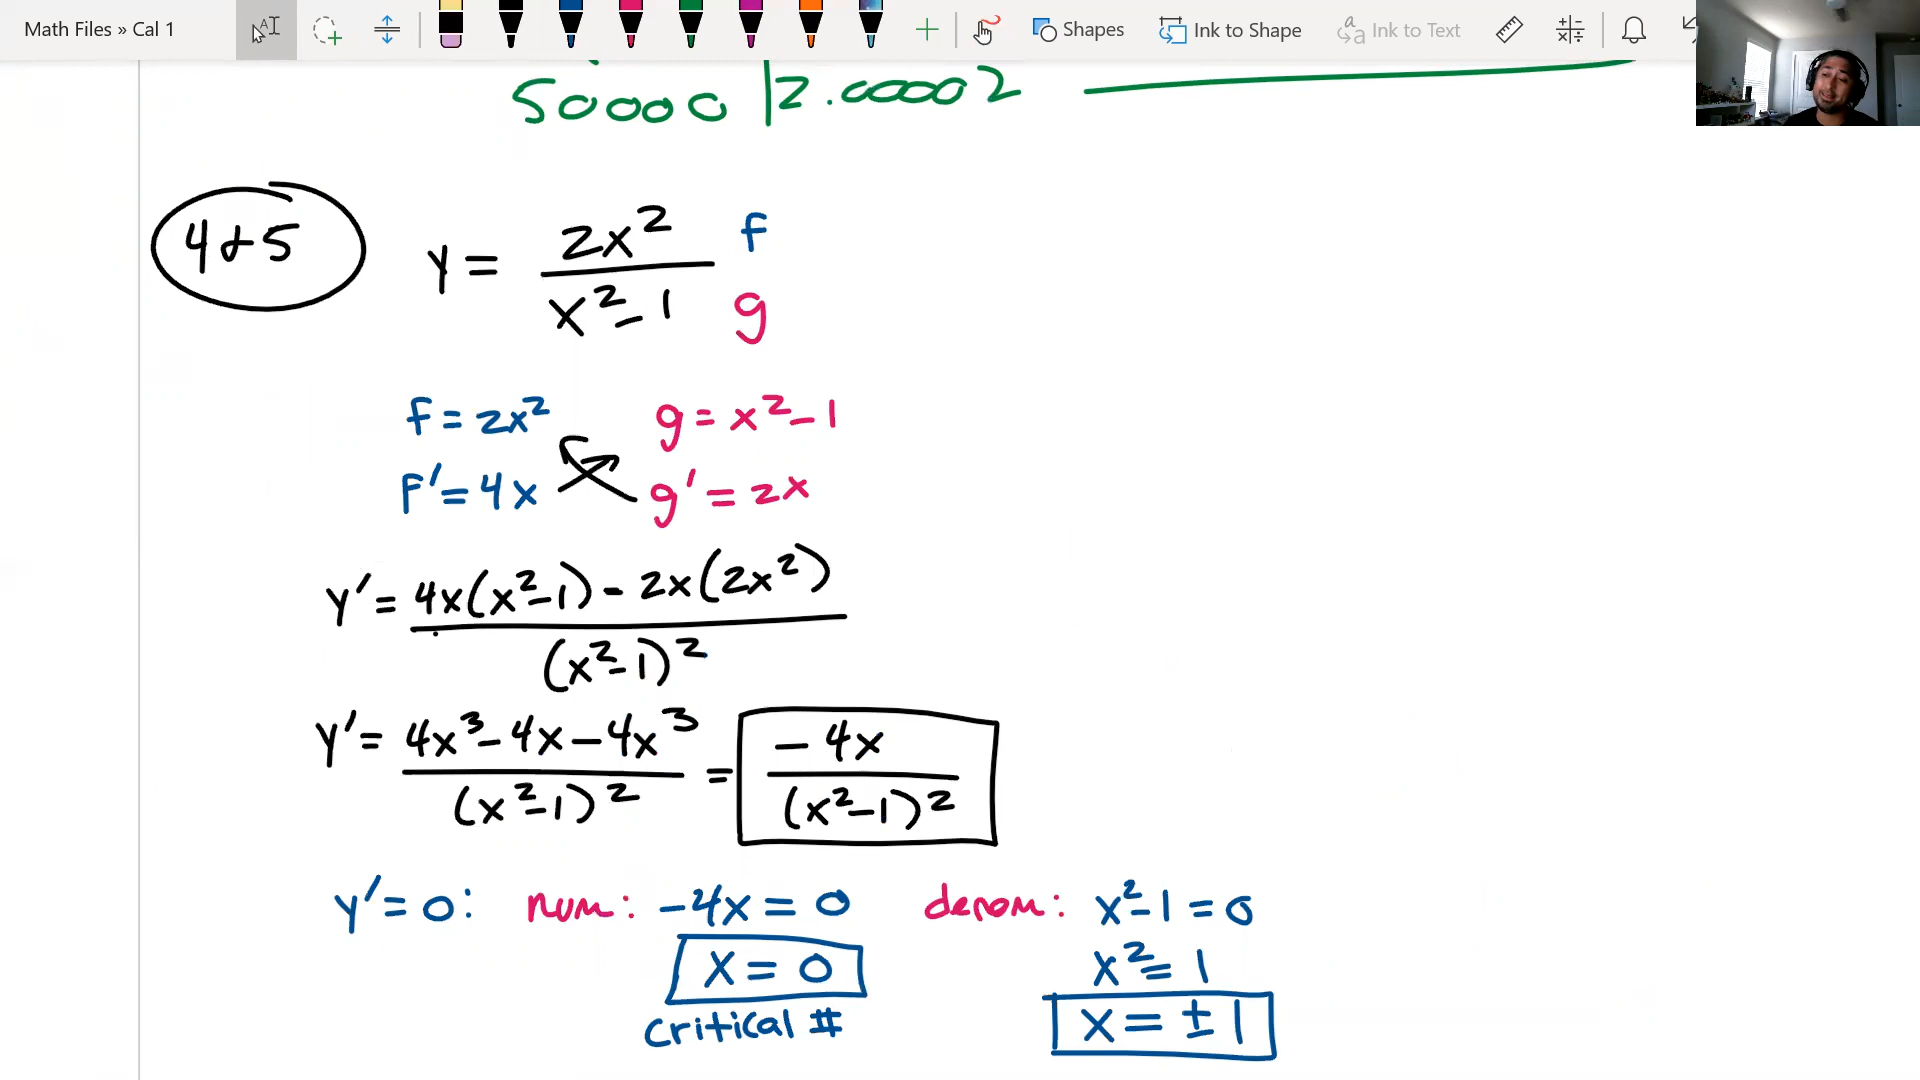 Math Files » Cal 1
Shapes
Ink to Shape
Ink to Text
50000 | 2.00002
4&5
y = 2x² / x²-1
f
g
f = 2x²
g = x²-1
F' = 4x
g' = 2x
y' = 4x(x²-1) - 2x(2x²) / (x²-1)²
y' = 4x³-4x-4x³ / (x²-1)² = -4x / (x²-1)²
y' = 0: num: -4x = 0 denom: x²-1 = 0
x = 0
x² = 1
critical #
x = ±1